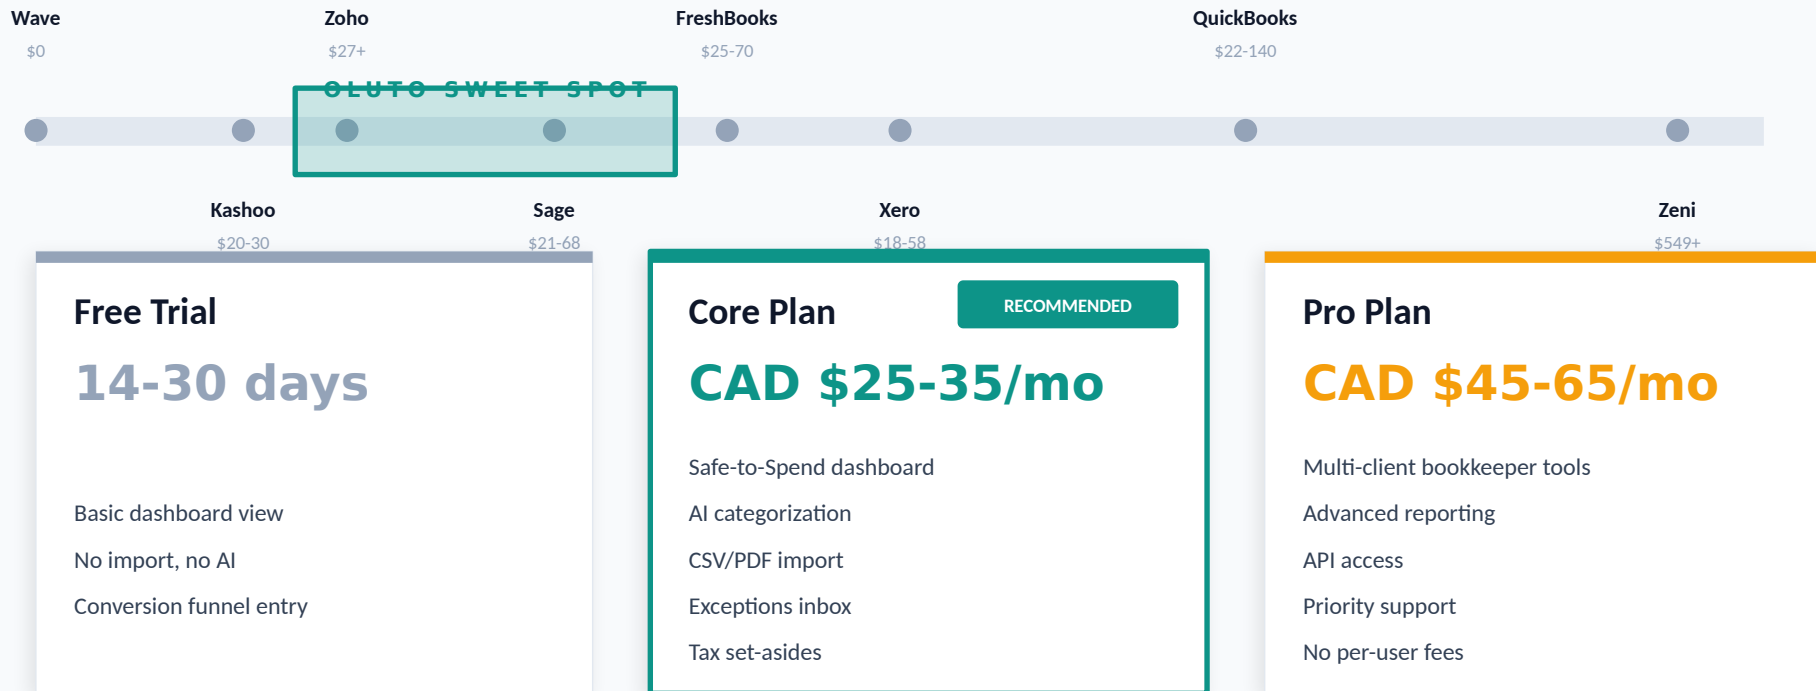 Wave
$0
Zoho
$27+
FreshBooks
$25-70
QuickBooks
$22-140
OLUTO SWEET SPOT
Kashoo
$20-30
Sage
$21-68
Xero
$18-58
Zeni
$549+
Free Trial
14-30 days
Basic dashboard view
No import, no AI
Conversion funnel entry
Core Plan
RECOMMENDED
CAD $25-35/mo
Safe-to-Spend dashboard
AI categorization
CSV/PDF import
Exceptions inbox
Tax set-asides
Pro Plan
CAD $45-65/mo
Multi-client bookkeeper tools
Advanced reporting
API access
Priority support
No per-user fees